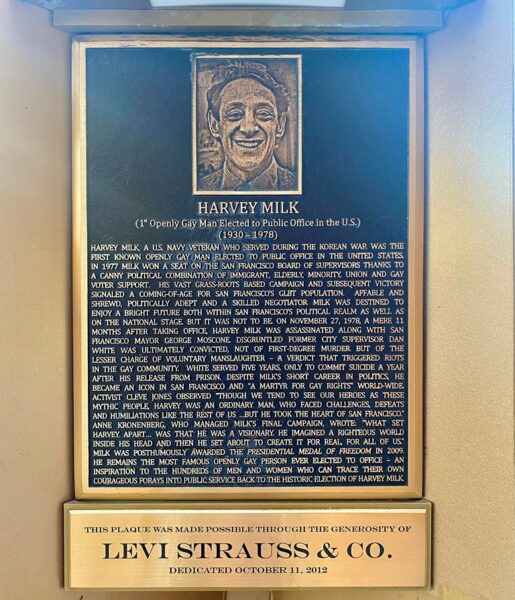 HARVEY MILK
(1st Openly Gay Man Elected to Public Office in the U.S.)
(1930 - 1978)
HARVEY MILK, A U.S. NAVY VETERAN WHO SERVED DURING THE KOREAN WAR, WAS THE
FIRST KNOWN OPENLY GAY MAN ELECTED TO PUBLIC OFFICE IN THE UNITED STATES.
IN 1977 MILK WON A SEAT ON THE SAN FRANCISCO BOARD OF SUPERVISORS THANKS TO
A CANNY POLITICAL COMBINATION OF IMMIGRANT, ELDERLY, MINORITY, UNION AND GAY
VOTER SUPPORT. HIS VAST GRASS-ROOTS BASED CAMPAIGN AND SUBSEQUENT VICTORY
SIGNALED A COMING-OF-AGE FOR SAN FRANCISCO'S GLBT POPULATION. AFFABLE AND
SHREWD, POLITICALLY ADEPT AND A SKILLED NEGOTIATOR MILK WAS DESTINED TO
ENJOY A BRIGHT FUTURE BOTH WITHIN SAN FRANCISCO'S POLITICAL REALM AS WELL AS
ON THE NATIONAL STAGE. BUT IT WAS NOT TO BE. ON NOVEMBER 27, 1978, A MERE 11
MONTHS AFTER TAKING OFFICE, HARVEY MILK WAS ASSASSINATED ALONG WITH SAN
FRANCISCO MAYOR GEORGE MOSCONE. DISGRUNTLED FORMER CITY SUPERVISOR DAN
WHITE WAS ULTIMATELY CONVICTED, NOT OF FIRST-DEGREE MURDER, BUT OF THE
LESSER CHARGE OF VOLUNTARY MANSLAUGHTER – A VERDICT THAT TRIGGERED RIOTS
IN THE GAY COMMUNITY. WHITE SERVED FIVE YEARS, ONLY TO COMMIT SUICIDE A YEAR
AFTER HIS RELEASE FROM PRISON. DESPITE MILK'S SHORT CAREER IN POLITICS, HE
BECAME AN ICON IN SAN FRANCISCO AND "A MARTYR FOR GAY RIGHTS" WORLD-WIDE.
ACTIVIST CLEVE JONES OBSERVED "THOUGH WE TEND TO SEE OUR HEROES AS THESE
MYTHIC PEOPLE, HARVEY WAS AN ORDINARY MAN, WHO FACED CHALLENGES, DEFEATS
AND HUMILIATIONS LIKE THE REST OF US ...BUT HE TOOK THE HEART OF SAN FRANCISCO."
ANNE KRONENBERG, WHO MANAGED MILK'S FINAL CAMPAIGN, WROTE: "WHAT SET
HARVEY APART... WAS THAT HE WAS A VISIONARY. HE IMAGINED A RIGHTEOUS WORLD
INSIDE HIS HEAD AND THEN HE SET ABOUT TO CREATE IT FOR REAL, FOR ALL OF US."
MILK WAS POSTHUMOUSLY AWARDED THE PRESIDENTIAL MEDAL OF FREEDOM IN 2009.
HE REMAINS THE MOST FAMOUS OPENLY GAY PERSON EVER ELECTED TO OFFICE – AN
INSPIRATION TO THE HUNDREDS OF MEN AND WOMEN WHO CAN TRACE THEIR OWN
COURAGEOUS FORAYS INTO PUBLIC SERVICE BACK TO THE HISTORIC ELECTION OF HARVEY MILK.
THIS PLAQUE WAS MADE POSSIBLE THROUGH THE GENEROSITY OF
LEVI STRAUSS & CO.
DEDICATED OCTOBER 11, 2012